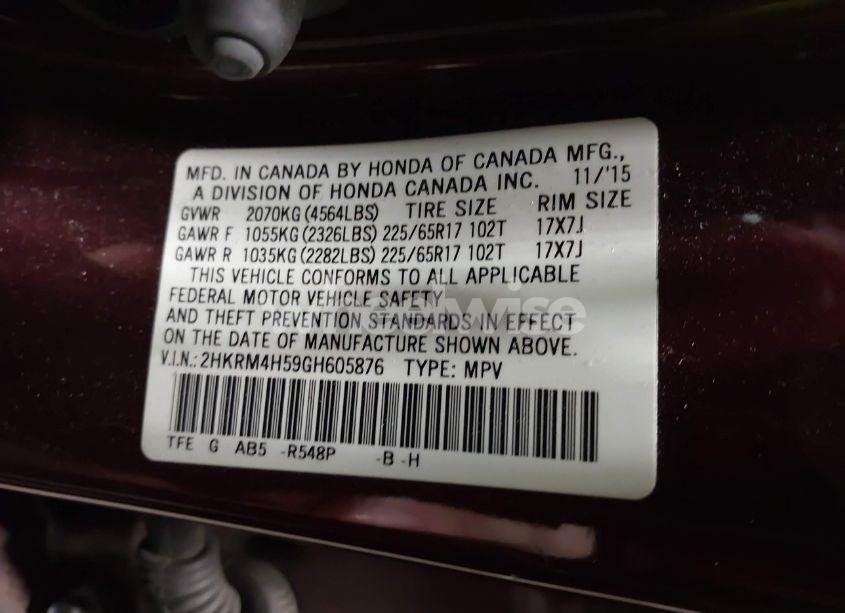 MFD. IN CANADA BY HONDA OF CANADA MFG.,
A DIVISION OF HONDA CANADA INC. 11/'15
GVWR 2070KG (4564LBS) TIRE SIZE RIM SIZE
GAWR F 1055KG (2326LBS) 225/65R17 102T 17X7J
GAWR R 1035KG (2282LBS) 225/65R17 102T 17X7J
THIS VEHICLE CONFORMS TO ALL APPLICABLE
FEDERAL MOTOR VEHICLE SAFETY
AND THEFT PREVENTION STANDARDS IN EFFECT
ON THE DATE OF MANUFACTURE SHOWN ABOVE.
V.I.N.: 2HKRM4H59GH605876 TYPE: MPV
TFE G AB5 -R548P -B -H